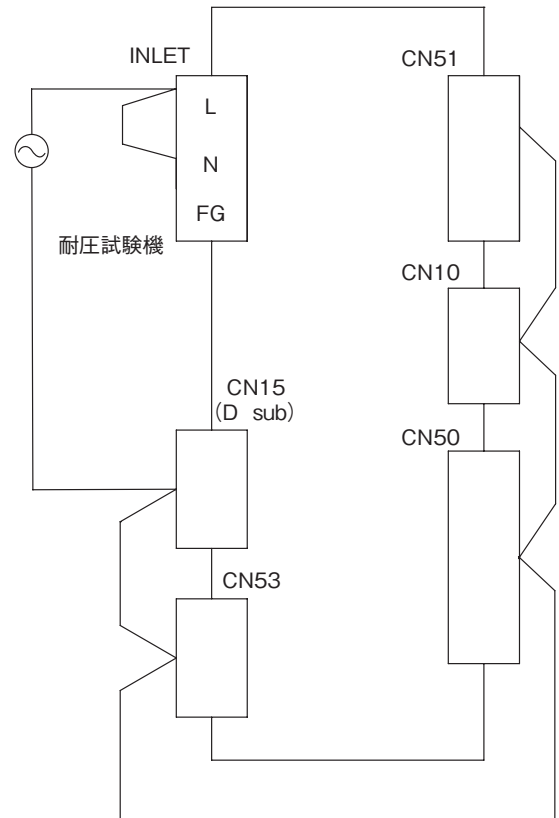 INLET
L
N
FG
耐圧試験機
CN15
(D sub)
CN53
CN51
CN10
CN50